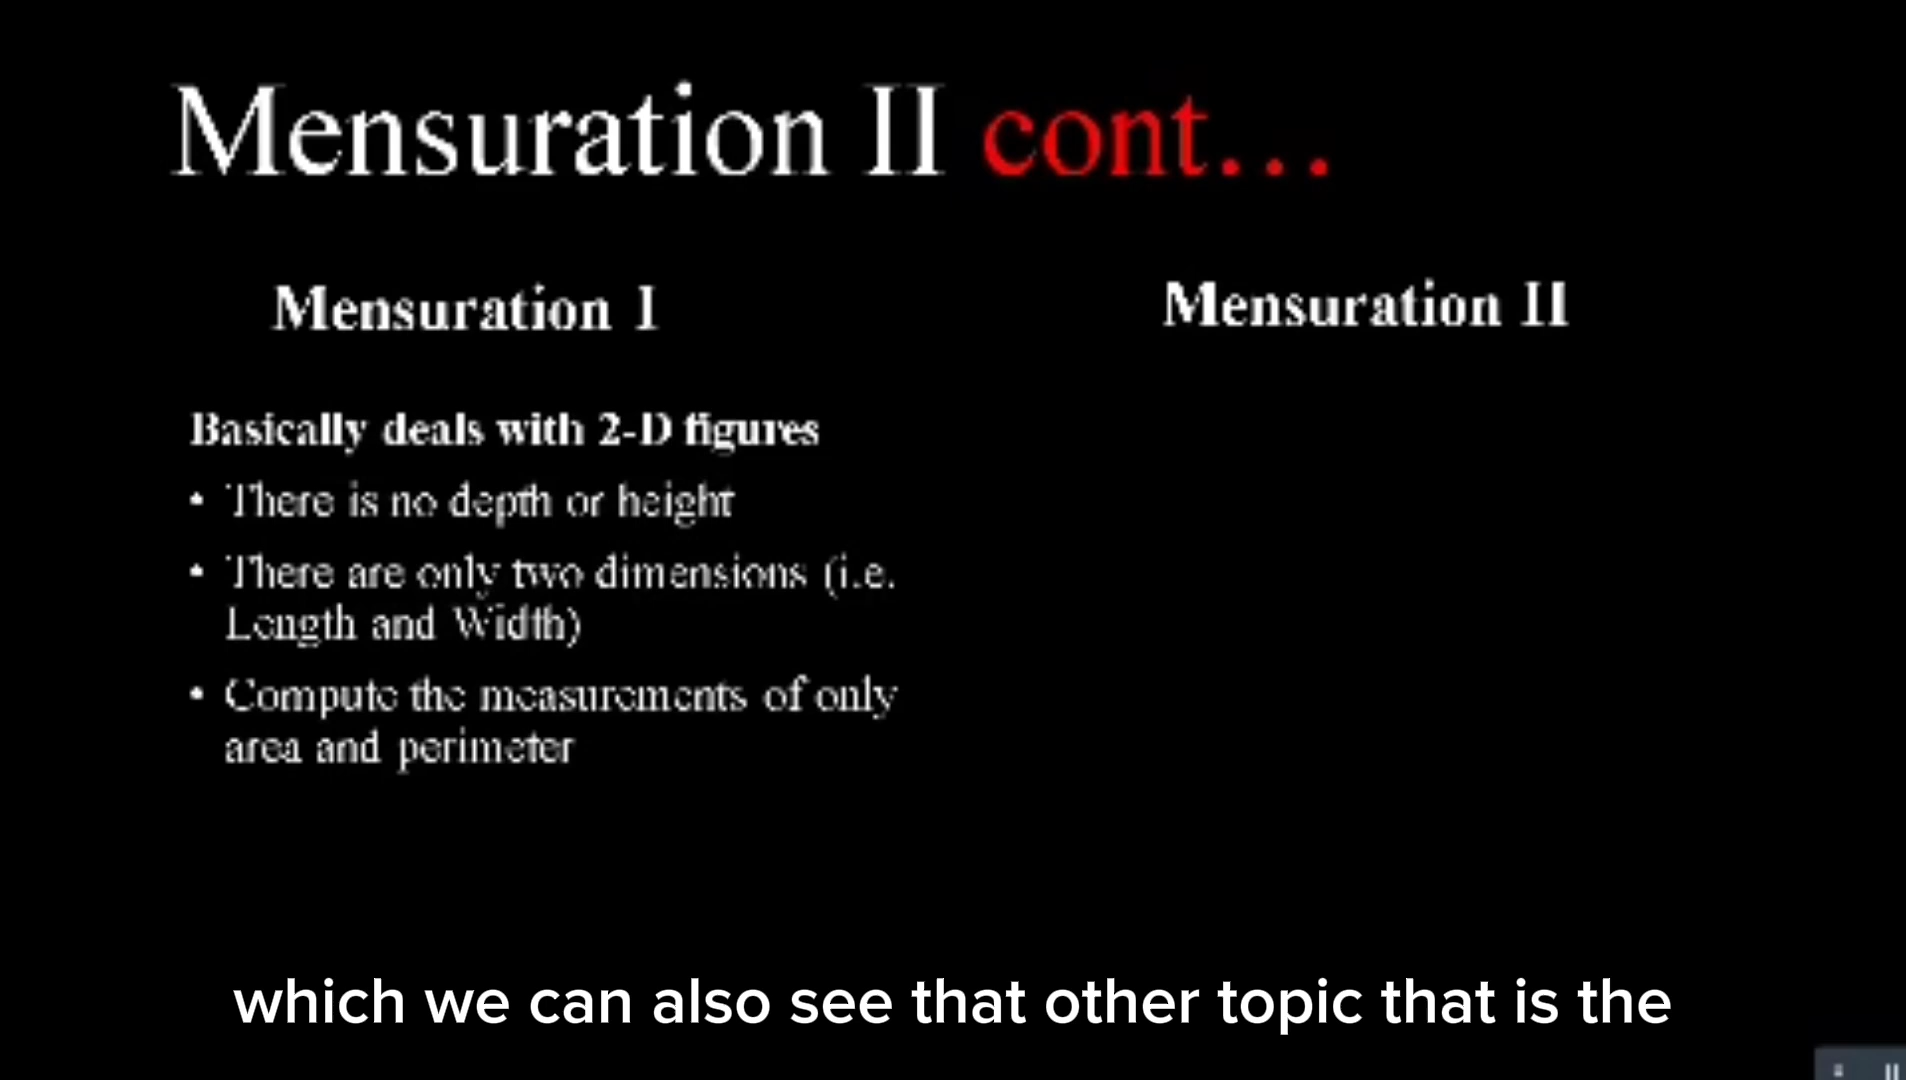 Mensuration II cont...
Mensuration I
Mensuration II
Basically deals with 2-D figures
• There is no depth or height
• There are only two dimensions (i.e.
Length and Width)
• Compute the measurements of only
area and perimeter
which we can also see that other topic that is the